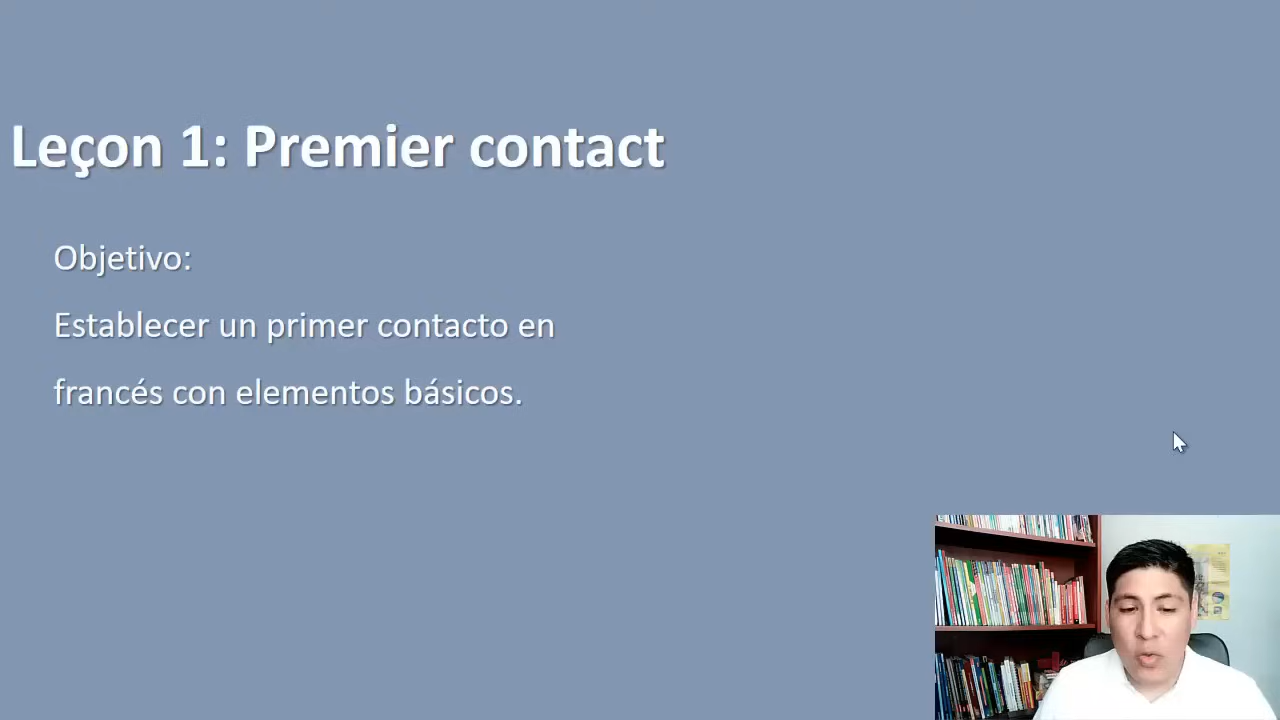 Leçon 1: Premier contact
Objetivo:
Establecer un primer contacto en
francés con elementos básicos.